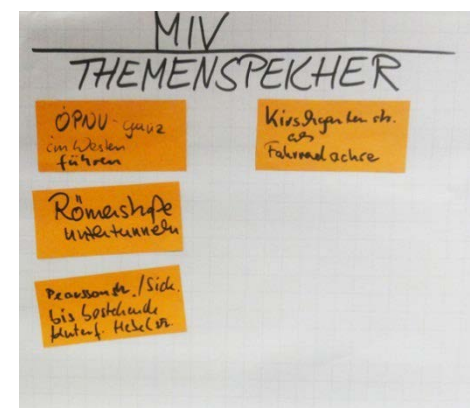 MIV
THEMENSPEICHER
ÖPNV - ganz
im Westen
führen
Römerstraße
untertunneln
bis bestehende
Kirschgarten str.
als
Fahrradachse